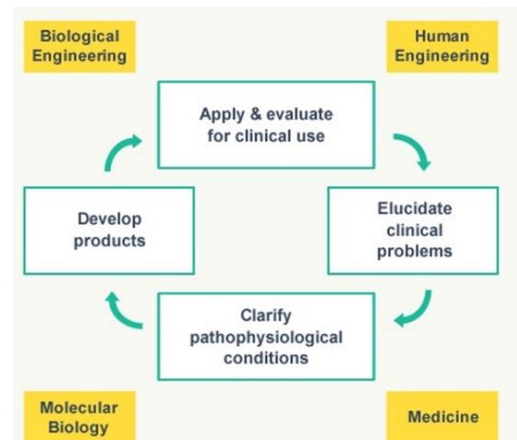 Biological
Engineering
Human
Engineering
Apply & evaluate
for clinical use
Develop
products
Elucidate
clinical
problems
Clarify
pathophysiological
conditions
Molecular
Biology
Medicine